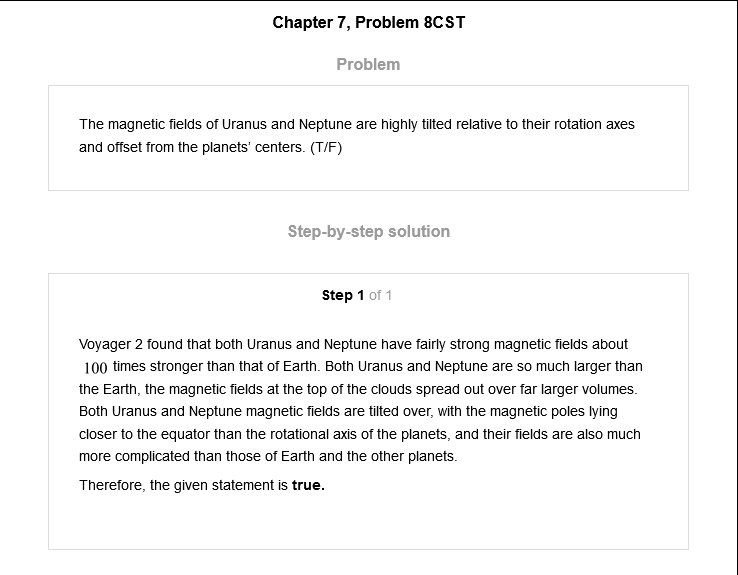 Chapter 7, Problem 8CST
Problem
The magnetic fields of Uranus and Neptune are highly tilted relative to their rotation axes
and offset from the planets' centers. (T/F)
Step-by-step solution
Step 1 of 1
Voyager 2 found that both Uranus and Neptune have fairly strong magnetic fields about
100 times stronger than that of Earth. Both Uranus and Neptune are so much larger than
the Earth, the magnetic fields at the top of the clouds spread out over far larger volumes.
Both Uranus and Neptune magnetic fields are tilted over, with the magnetic poles lying
closer to the equator than the rotational axis of the planets, and their fields are also much
more complicated than those of Earth and the other planets.
Therefore, the given statement is true.